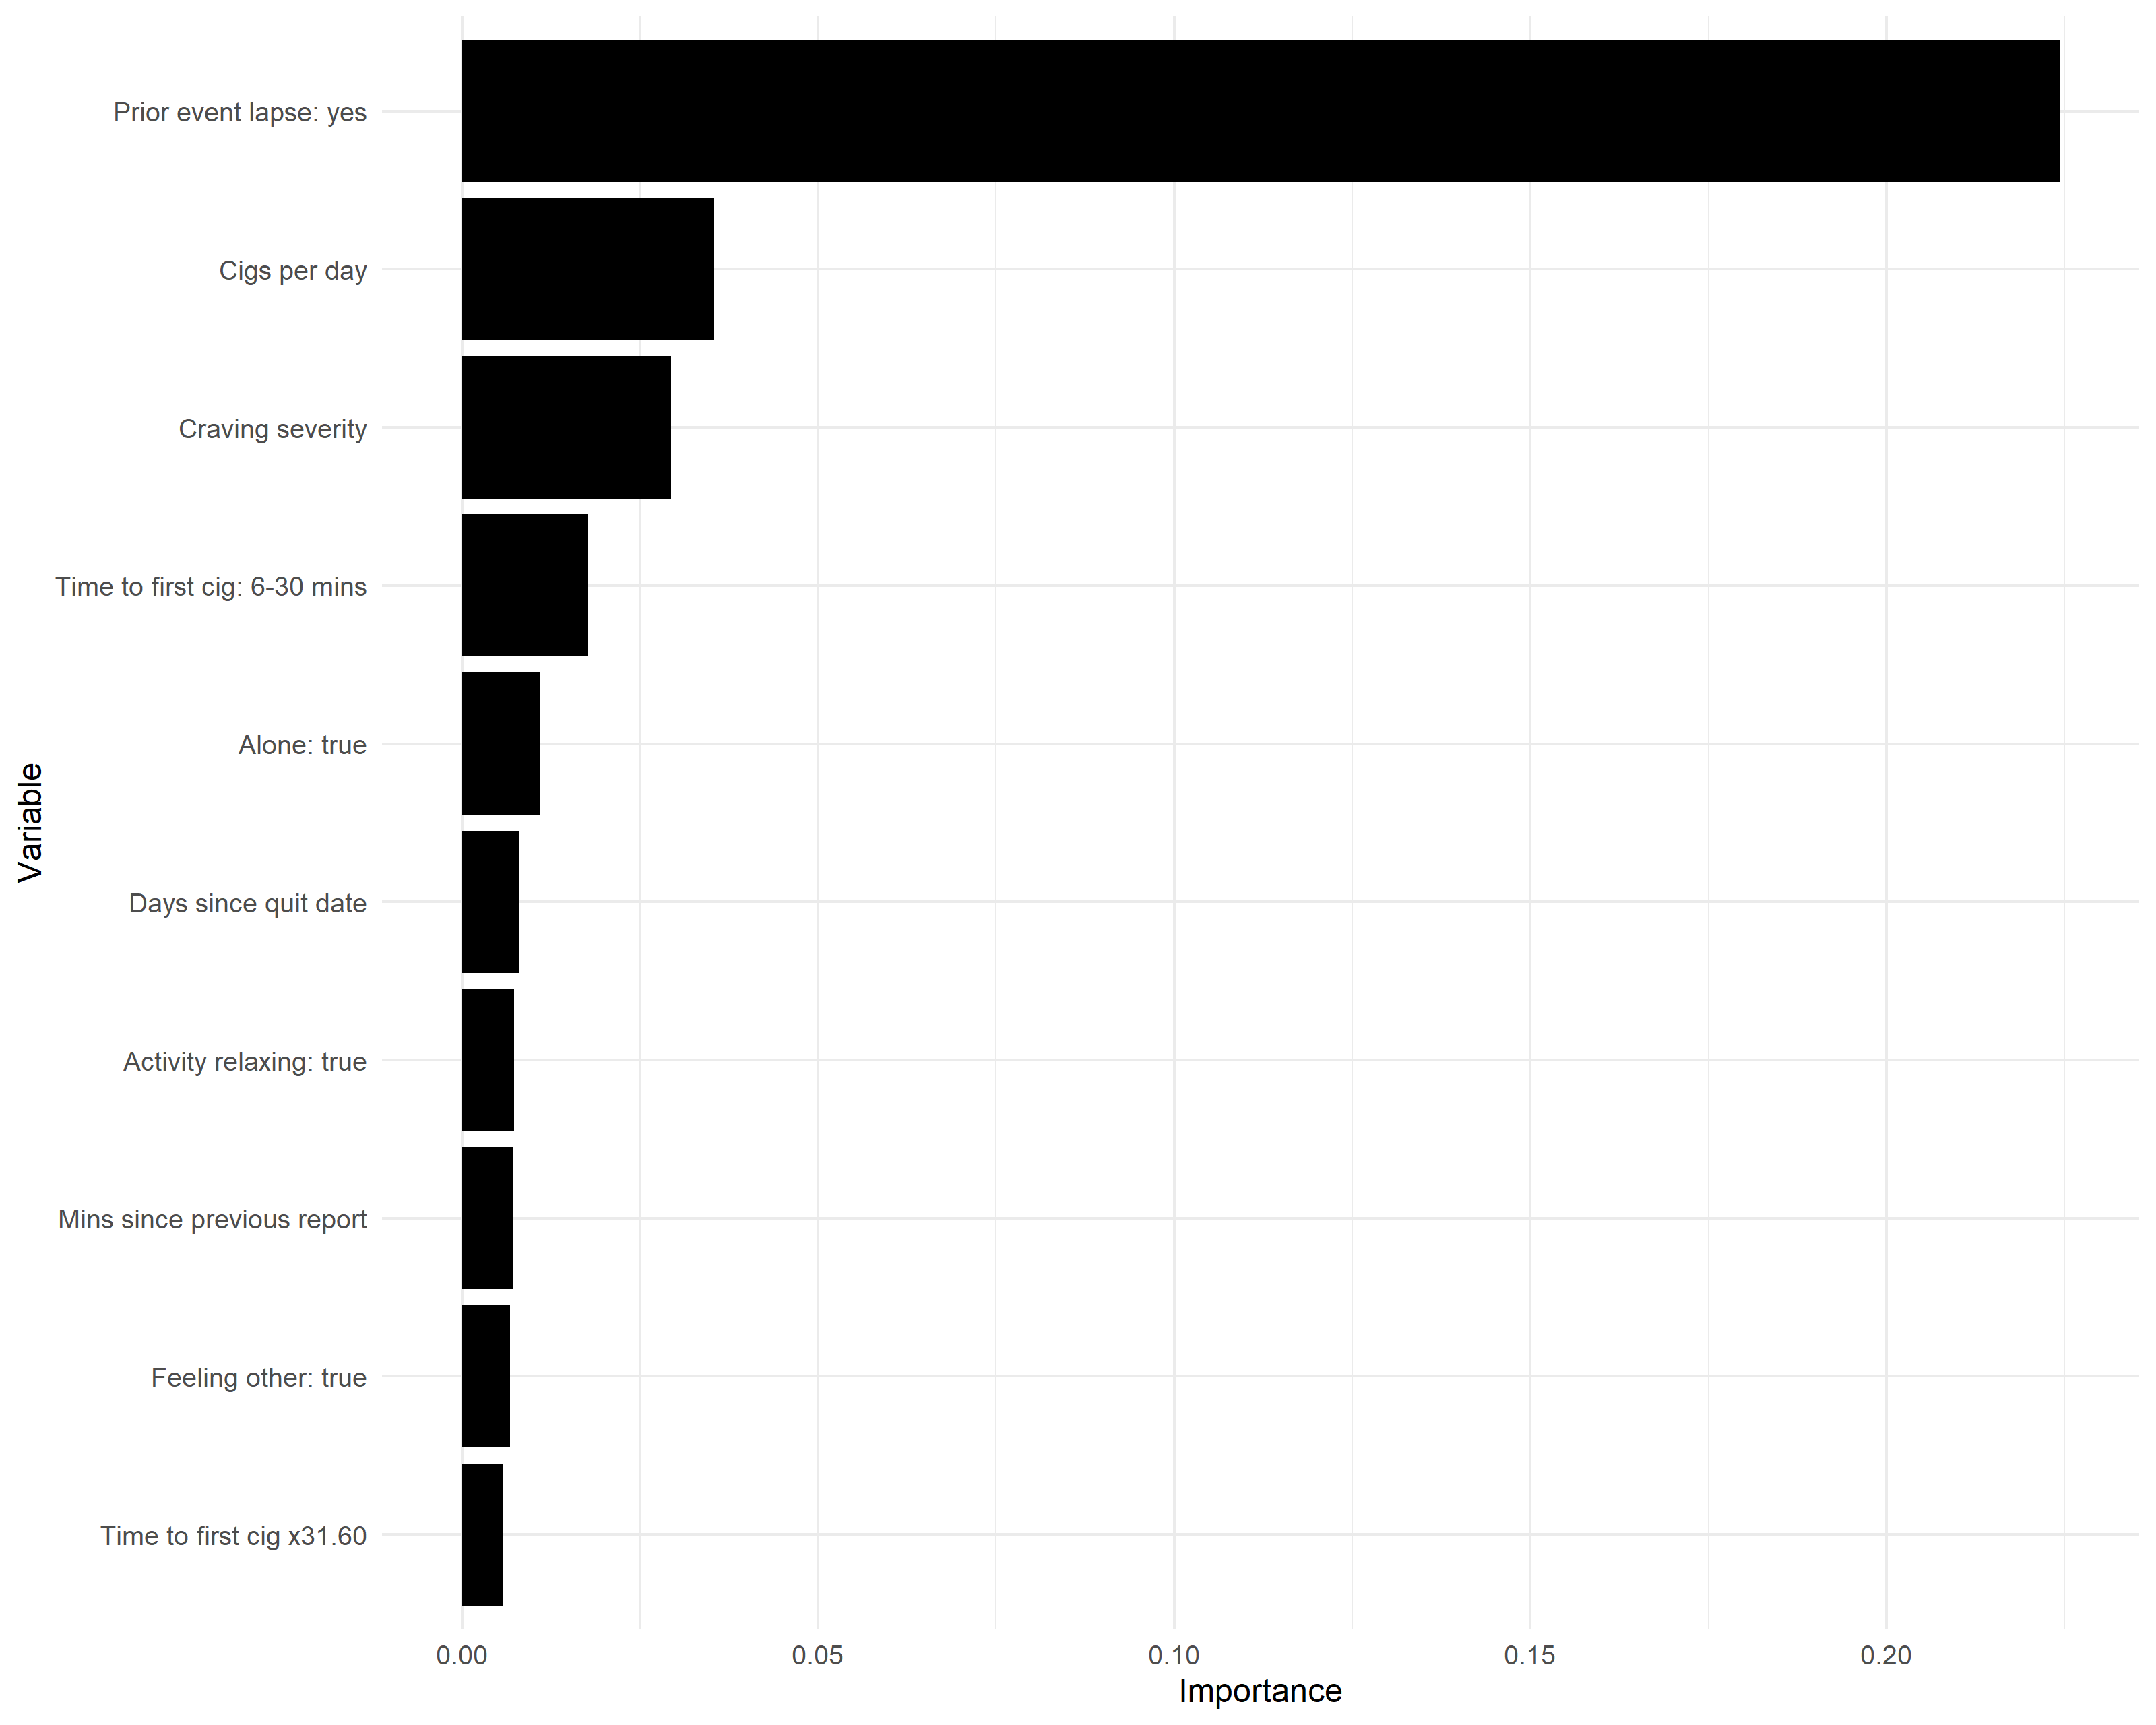 Prior event lapse: yes
Cigs per day
Craving severity
Time to first cig: 6-30 mins
Alone: true
Days since quit date
Activity relaxing: true
Mins since previous report
Feeling other: true
Time to first cig x31.60
Variable
0.00 0.05 0.10 0.15 0.20
Importance